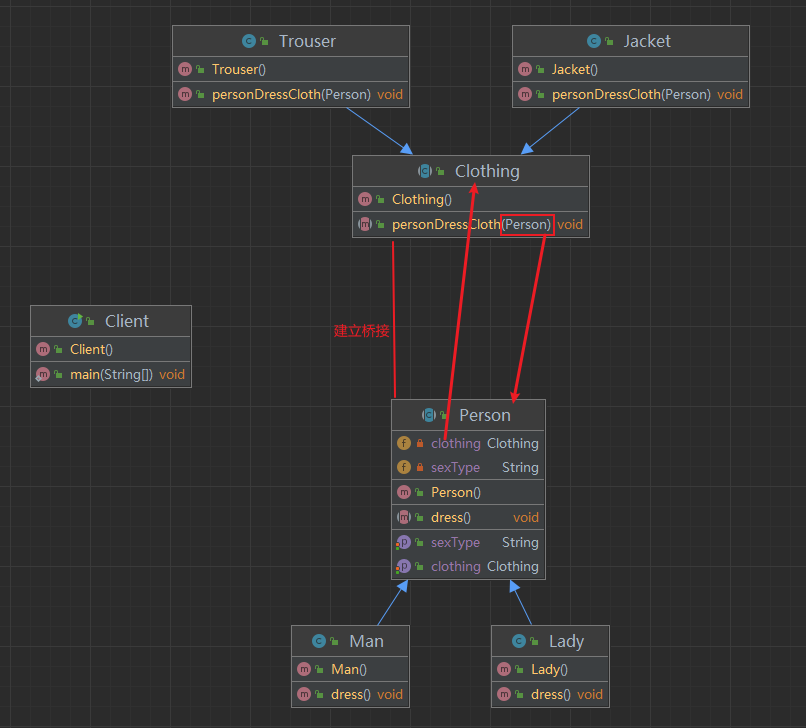 Trouser
Trouser()
personDressCloth(Person) void
Jacket
Jacket()
personDressCloth(Person) void
Clothing
Clothing()
personDressCloth(Person) void
Client
Client()
main(String[]) void
建立桥接
Person
clothing Clothing
sexType String
Person()
dress() void
sexType String
clothing Clothing
Man
Man()
dress() void
Lady
Lady()
dress() void